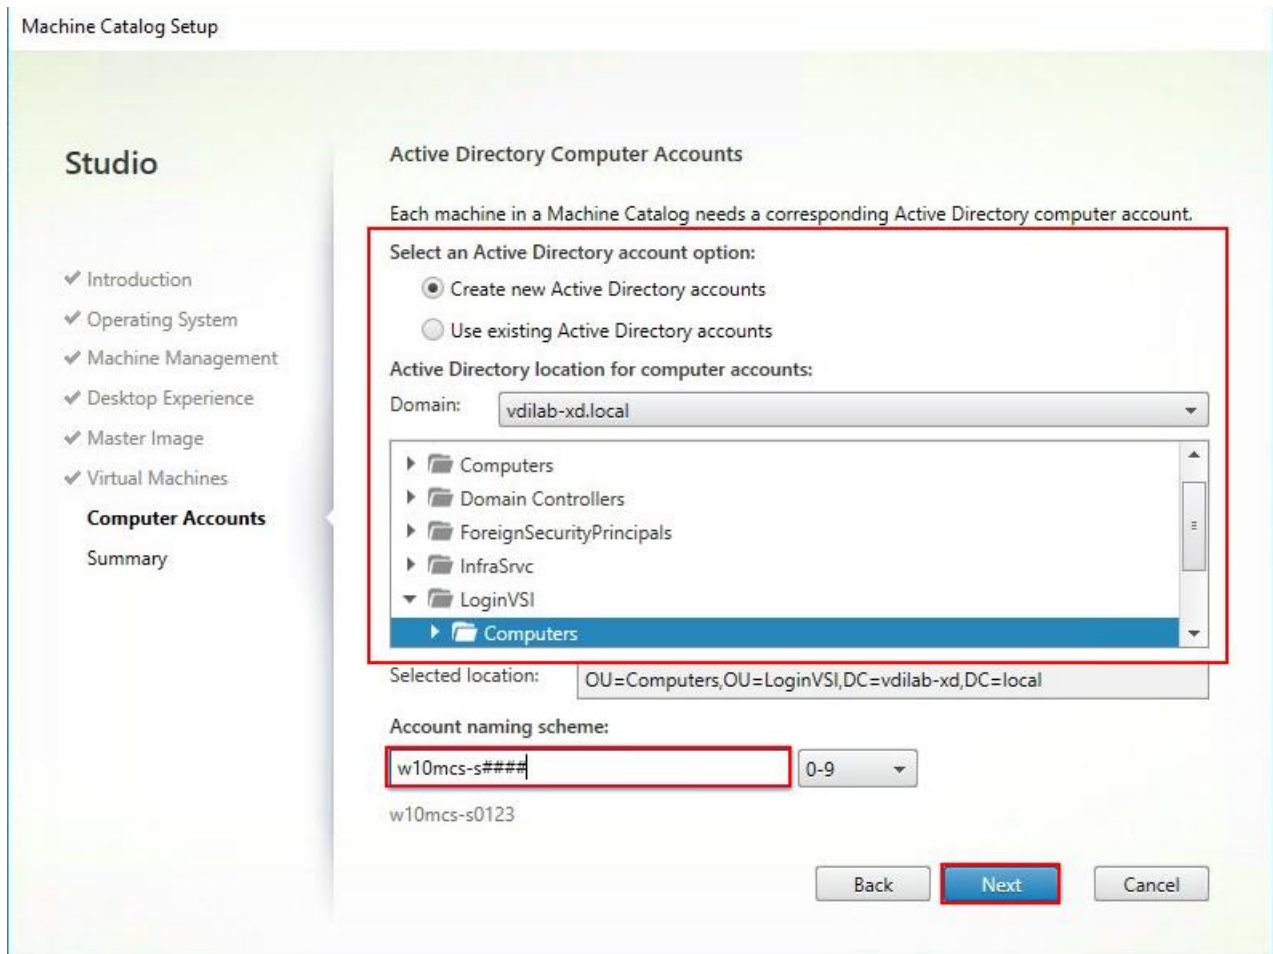 Machine Catalog Setup
Studio
Introduction
Operating System
Machine Management
Desktop Experience
Master Image
Virtual Machines
Computer Accounts
Summary
Active Directory Computer Accounts
Each machine in a Machine Catalog needs a corresponding Active Directory computer account.
Select an Active Directory account option:
Create new Active Directory accounts
Use existing Active Directory accounts
Active Directory location for computer accounts:
Domain: vdilab-xd.local
Computers
Domain Controllers
ForeignSecurityPrincipals
InfraSrvc
LoginVSI
Computers
Selected location: OU=Computers,OU=LoginVSI,DC=vdilab-xd,DC=local
Account naming scheme:
w10mcs-s#### 0-9
w10mcs-s0123
Back Next Cancel